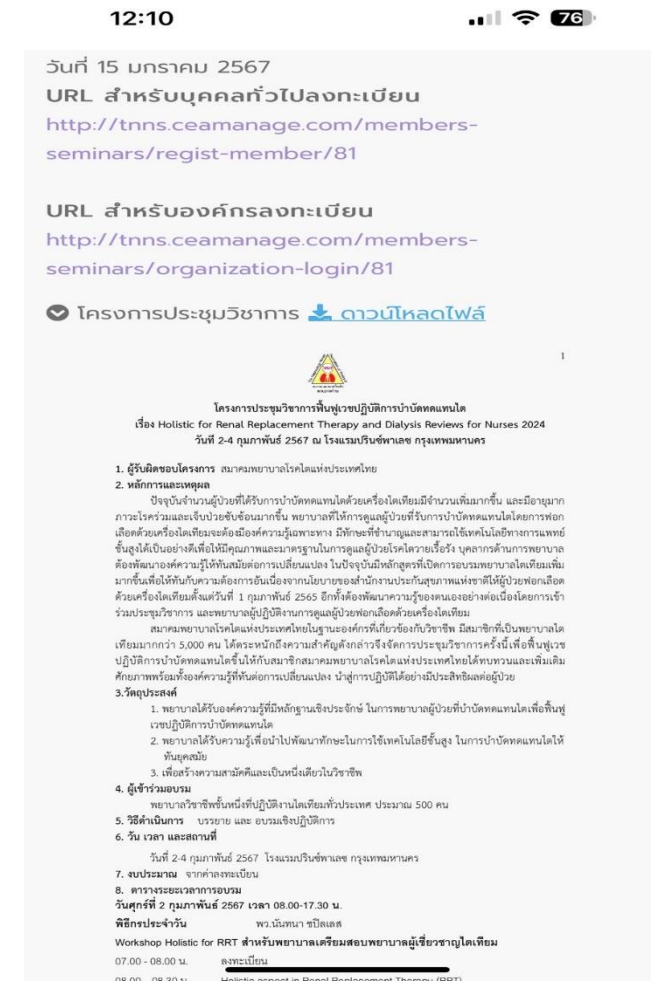 12:10
76
วันที่ 15 มกราคม 2567
URL สำหรับบุคคลทั่วไปลงทะเบียน
http://tnns.ceamanage.com/members-
seminars/regist-member/81
URL สำหรับองค์กรลงทะเบียน
http://tnns.ceamanage.com/members-
seminars/organization-login/81
โครงการประชุมวิชาการ ดาวน์โหลดไฟล์
1
โครงการประชุมวิชาการฟื้นฟูเวชปฏิบัติการบำบัดทดแทนไต
เรื่อง Holistic for Renal Replacement Therapy and Dialysis Reviews for Nurses 2024
วันที่ 2-4 กุมภาพันธ์ 2567 ณ โรงแรมปรินซ์พาเลซ กรุงเทพมหานคร
1. ผู้รับผิดชอบโครงการ สมาคมพยาบาลโรคไตแห่งประเทศไทย
2. หลักการและเหตุผล
ปัจจุบันจำนวนผู้ป่วยที่ได้รับการบำบัดทดแทนไตด้วยเครื่องไตเทียมมีจำนวนเพิ่มมากขึ้น และมีอายุมาก
ภาวะโรคร่วมและเจ็บป่วยซับซ้อนมากขึ้น พยาบาลที่ให้การดูแลผู้ป่วยที่รับการบำบัดทดแทนไตโดยการฟอก
เลือดด้วยเครื่องไตเทียมจะต้องมีองค์ความรู้เฉพาะทาง มีทักษะที่ชำนาญและสามารถใช้เทคโนโลยีทางการแพทย์
ชั้นสูงได้เป็นอย่างดีเพื่อให้มีคุณภาพและมาตรฐานในการดูแลผู้ป่วยโรคไตวายเรื้อรัง บุคลากรด้านการพยาบาล
ต้องพัฒนาองค์ความรู้ให้ทันสมัยต่อการเปลี่ยนแปลง ในปัจจุบันมีหลักสูตรที่เปิดการอบรมพยาบาลไตเทียมเพิ่ม
มากขึ้นเพื่อให้ทันกับความต้องการอันเนื่องจากนโยบายของสำนักงานประกันสุขภาพแห่งชาติให้ผู้ป่วยฟอกเลือด
ด้วยเครื่องไตเทียมตั้งแต่วันที่ 1 กุมภาพันธ์ 2565 อีกทั้งต้องพัฒนาความรู้ของตนเองอย่างต่อเนื่องโดยการเข้า
ร่วมประชุมวิชาการ และพยาบาลผู้ปฏิบัติงานการดูแลผู้ป่วยฟอกเลือดด้วยเครื่องไตเทียม
สมาคมพยาบาลโรคไตแห่งประเทศไทยในฐานะองค์กรที่เกี่ยวข้องกับวิชาชีพ มีสมาชิกที่เป็นพยาบาลไต
เทียมมากกว่า 5,000 คน ได้ตระหนักถึงความสำคัญดังกล่าวจึงจัดการประชุมวิชาการครั้งนี้เพื่อฟื้นฟูเวช
ปฏิบัติการบำบัดทดแทนไตขึ้นให้กับสมาชิกสมาคมพยาบาลโรคไตแห่งประเทศไทยได้ทบทวนและเพิ่มเติม
ศักยภาพพร้อมทั้งองค์ความรู้ที่ทันต่อการเปลี่ยนแปลง นำสู่การปฏิบัติได้อย่างมีประสิทธิผลต่อผู้ป่วย
3.วัตถุประสงค์
1. พยาบาลได้รับองค์ความรู้ที่มีหลักฐานเชิงประจักษ์ ในการพยาบาลผู้ป่วยที่บำบัดทดแทนไตเพื่อฟื้นฟู
เวชปฏิบัติการบำบัดทดแทนไต
2. พยาบาลได้รับความรู้เพื่อนำไปพัฒนาทักษะในการใช้เทคโนโลยีชั้นสูง ในการบำบัดทดแทนไตให้
ทันยุคสมัย
3. เพื่อสร้างความสามัคคีและเป็นหนึ่งเดียวในวิชาชีพ
4. ผู้เข้าร่วมอบรม
พยาบาลวิชาชีพชั้นหนึ่งที่ปฏิบัติงานไตเทียมทั่วประเทศ ประมาณ 500 คน
5. วิธีดำเนินการ บรรยาย และ อบรมเชิงปฏิบัติการ
6. วัน เวลา และสถานที่
วันที่ 2-4 กุมภาพันธ์ 2567 โรงแรมปรินซ์พาเลซ กรุงเทพมหานคร
7. งบประมาณ จากค่าลงทะเบียน
8. ตารางระยะเวลาการอบรม
วันศุกร์ที่ 2 กุมภาพันธ์ 2567 เวลา 08.00-17.30 น.
พิธีกรประจำวัน พว.นันทนา ชปิลเลส
Workshop Holistic for RRT สำหรับพยาบาลเตรียมสอบพยาบาลผู้เชี่ยวชาญไตเทียม
07.00 - 08.00 น. ลงทะเบียน
08.00 - 08.30 น. Holistic aspect in Renal Replacement Therapy (RRT)